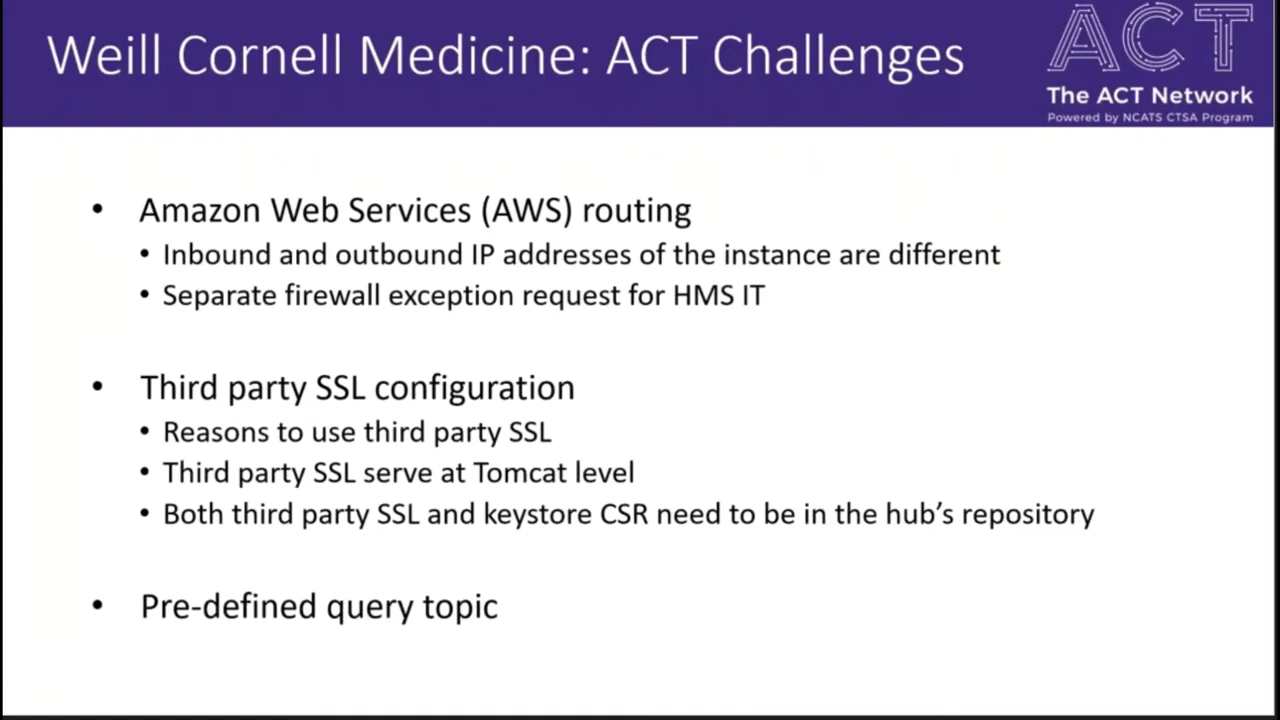 Weill Cornell Medicine: ACT Challenges
ACT
The ACT Network
Powered by NCATS CTSA Program
• Amazon Web Services (AWS) routing
• Inbound and outbound IP addresses of the instance are different
• Separate firewall exception request for HMS IT
• Third party SSL configuration
• Reasons to use third party SSL
• Third party SSL serve at Tomcat level
• Both third party SSL and keystore CSR need to be in the hub’s repository
• Pre-defined query topic